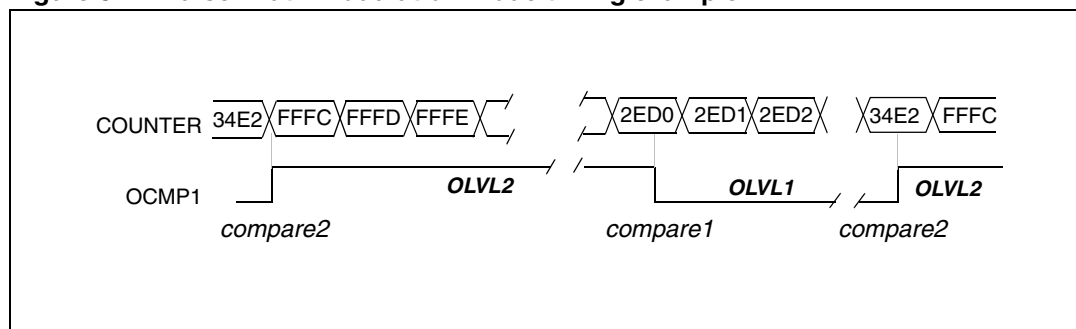 COUNTER 34E2 FFFC FFFD FFFE 2ED0 2ED1 2ED2 34E2 FFFC
OCMP1 OLVL2 OLVL1 OLVL2
compare2 compare1 compare2